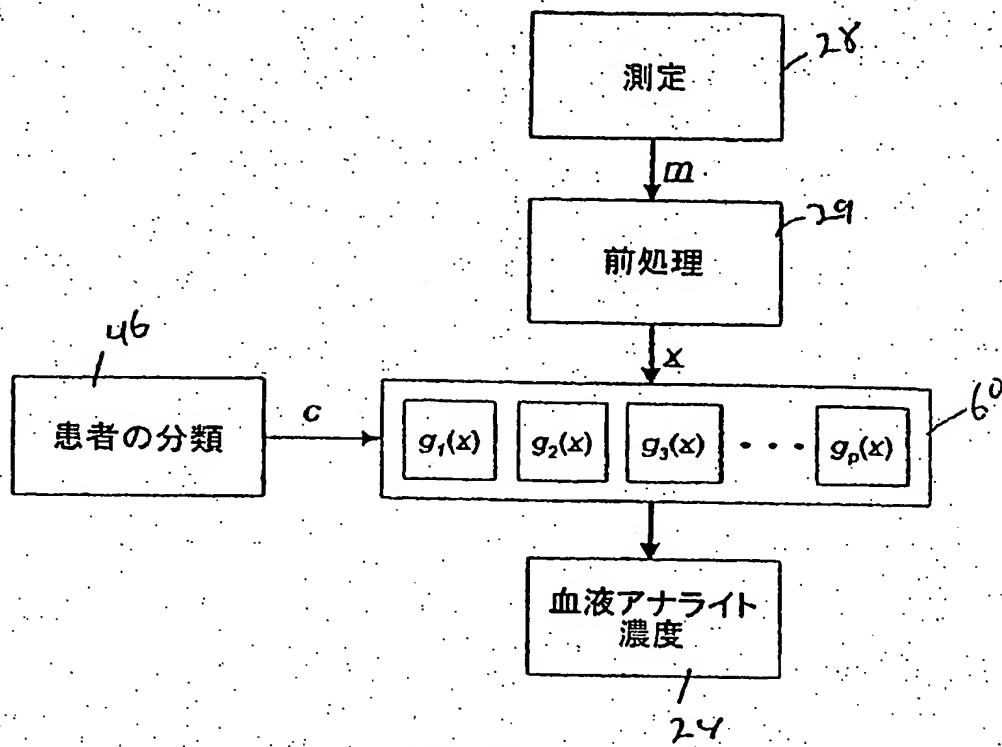 測定
28
m
前処理
29
x
46
患者の分類
c
g₁(x) g₂(x) g₃(x) ・・・ gₚ(x)
60
血液アナライト
濃度
24